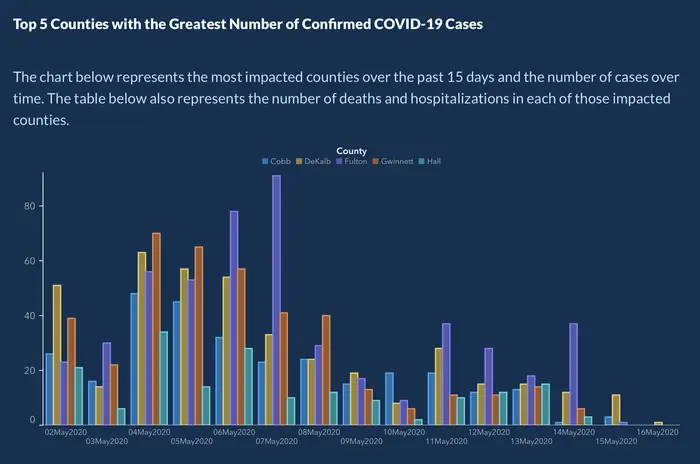 Top 5 Counties with the Greatest Number of Confirmed COVID-19 Cases
The chart below represents the most impacted counties over the past 15 days and the number of cases over
time. The table below also represents the number of deaths and hospitalizations in each of those impacted
counties.
County
Cobb DeKalb Fulton Gwinnett Hall
80
60
40
20
0
02May2020 04May2020 06May2020 08May2020 10May2020 12May2020 14May2020 16May2020
03May2020 05May2020 07May2020 09May2020 11May2020 13May2020 15May2020